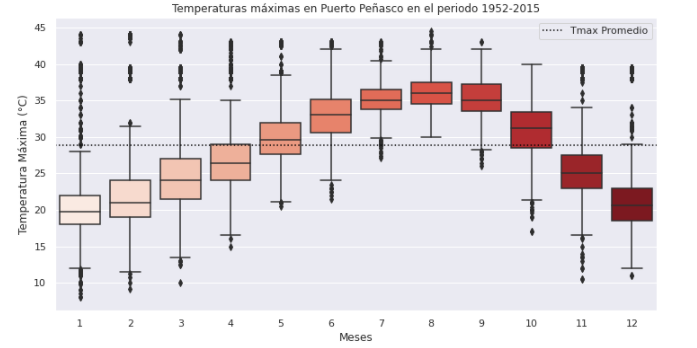 Temperaturas máximas en Puerto Peñasco en el periodo 1952-2015
Tmax Promedio
Temperatura Máxima (°C)
45
40
35
30
25
20
15
10
1 2 3 4 5 6 7 8 9 10 11 12
Meses